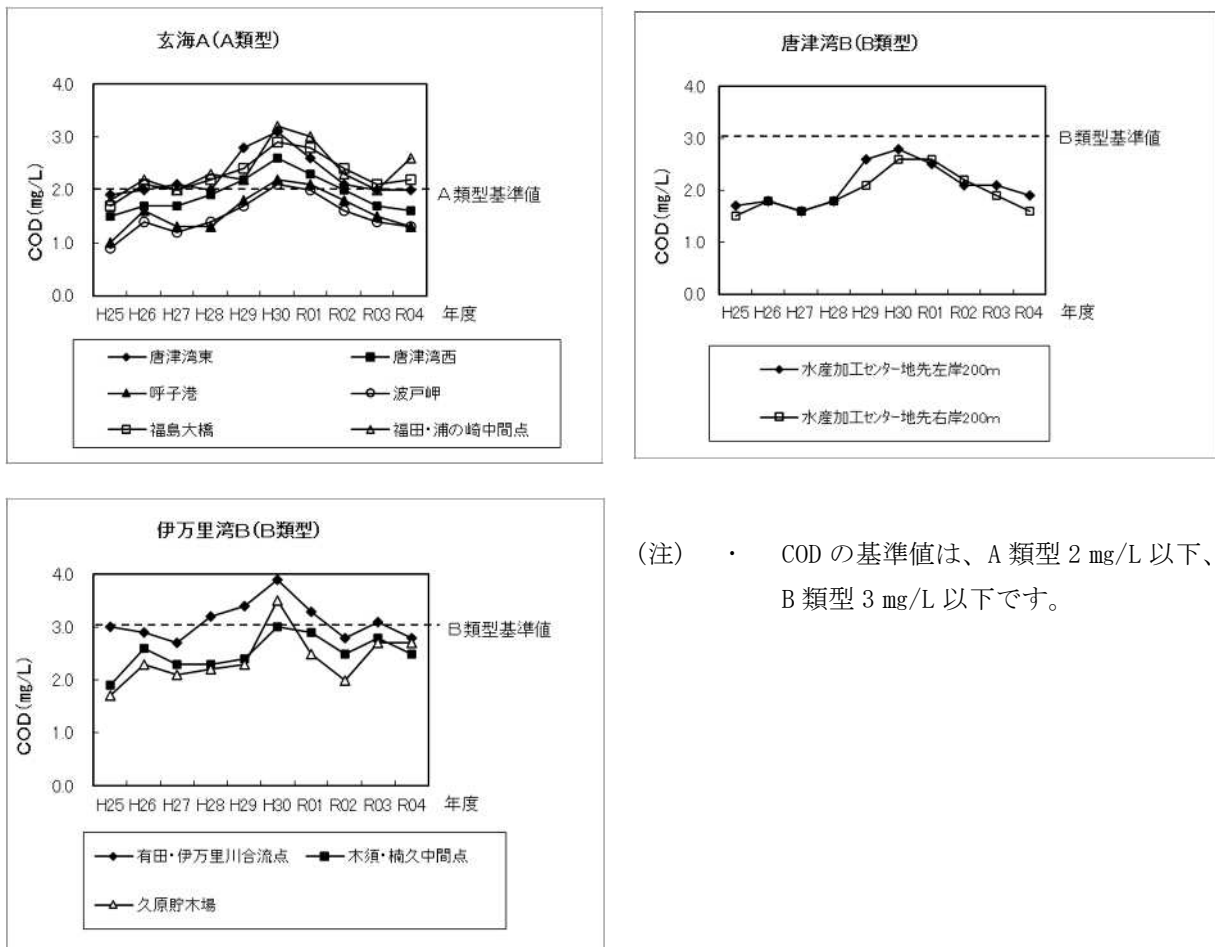 玄海A(A類型)
COD(mg/L)
4.0
3.0
2.0
1.0
0.0
A類型基準値
H25 H26 H27 H28 H29 H30 R01 R02 R03 R04 年度
唐津湾東 唐津湾西
呼子港 波戸岬
福島大橋 福田・浦の崎中間点
唐津湾B(B類型)
COD(mg/L)
4.0
3.0
2.0
1.0
0.0
B類型基準値
H25 H26 H27 H28 H29 H30 R01 R02 R03 R04 年度
水産加工センター地先左岸200m
水産加工センター地先右岸200m
伊万里湾B(B類型)
COD(mg/L)
4.0
3.0
2.0
1.0
0.0
B類型基準値
H25 H26 H27 H28 H29 H30 R01 R02 R03 R04 年度
有田・伊万里川合流点 木須・楠久中間点
久原貯木場
(注) ・ COD の基準値は、A 類型 2 mg/L 以下、
B 類型 3 mg/L 以下です。